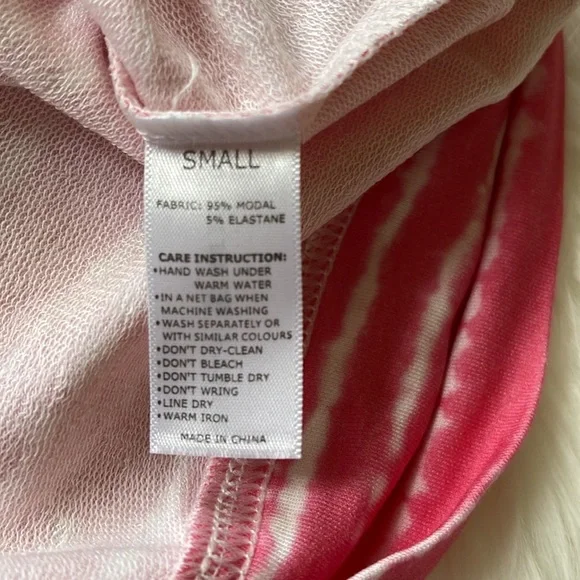 SMALL
FABRIC: 95% MODAL
5% ELASTANE
CARE INSTRUCTION:
•HAND WASH UNDER
WARM WATER
•IN A NET BAG WHEN
MACHINE WASHING
•WASH SEPARATELY OR
WITH SIMILAR COLOURS
•DON'T DRY-CLEAN
•DON'T BLEACH
•DON'T TUMBLE DRY
•DON'T WRING
•LINE DRY
•WARM IRON
MADE IN CHINA